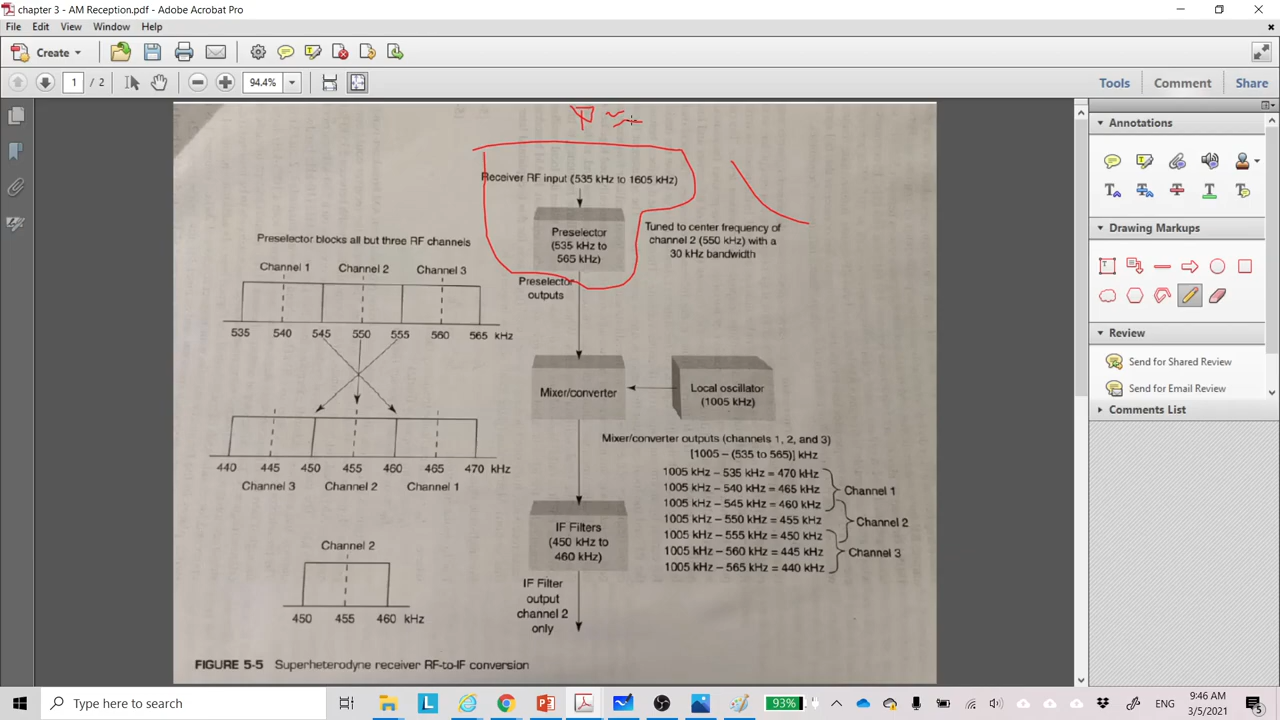 chapter 3 - AM Reception.pdf - Adobe Acrobat Pro
File Edit View Window Help
Create
1 / 2
94.4%
Tools Comment Share
Annotations
Drawing Markups
Review
Send for Shared Review
Send for Email Review
Comments List
Receiver RF input (535 kHz to 1605 kHz)
Preselector
(535 kHz to
565 kHz)
Tuned to center frequency of
channel 2 (550 kHz) with a
30 kHz bandwidth
Preselector blocks all but three RF channels
Channel 1 Channel 2 Channel 3
535 540 545 550 555 560 565 kHz
Preselector
outputs
Mixer/converter
Local oscillator
(1005 kHz)
440 445 450 455 460 465 470 kHz
Channel 3 Channel 2 Channel 1
Mixer/converter outputs (channels 1, 2, and 3)
[1005 – (535 to 565)] kHz
1005 kHz – 535 kHz = 470 kHz
1005 kHz – 540 kHz = 465 kHz
1005 kHz – 545 kHz = 460 kHz
1005 kHz – 550 kHz = 455 kHz
1005 kHz – 555 kHz = 450 kHz
1005 kHz – 560 kHz = 445 kHz
1005 kHz – 565 kHz = 440 kHz
Channel 1
Channel 2
Channel 3
IF Filters
(450 kHz to
460 kHz)
Channel 2
450 455 460 kHz
IF Filter
output
channel 2
only
FIGURE 5-5 Superheterodyne receiver RF-to-IF conversion
Type here to search
93%
9:46 AM
3/5/2021
5